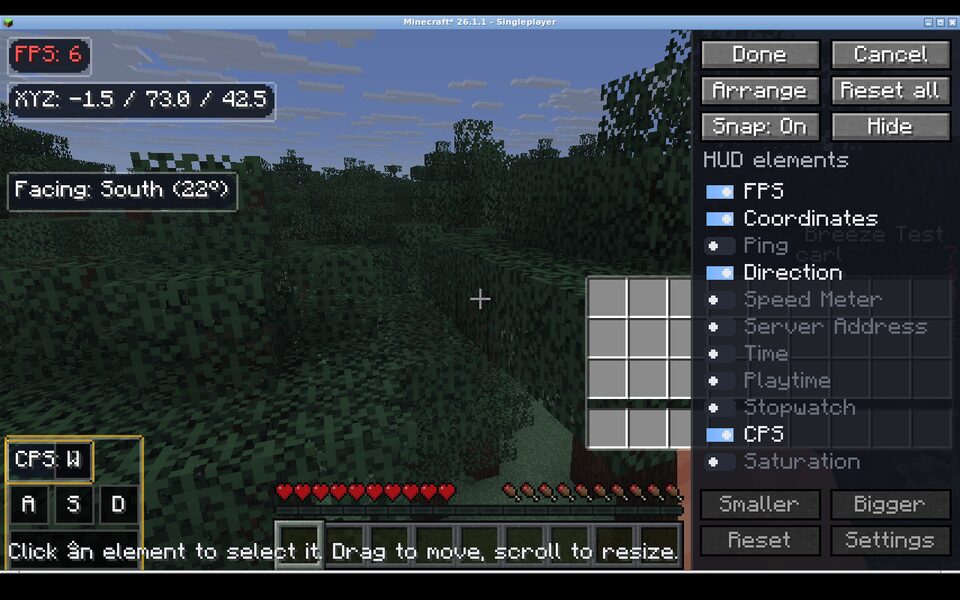 Minecraft* 26.1.1 - Singleplayer
FPS: 6
XYZ: -1.5 / 73.0 / 42.5
Facing: South (22°)
CPS: W
A S D
Click an element to select it. Drag to move, scroll to resize.
Done Cancel
Arrange Reset all
Snap: On Hide
HUD elements
FPS
Coordinates
Breeze Test
Ping
carl
Direction
Speed Meter
Server Address
Time
Playtime
Stopwatch
CPS
Saturation
Smaller Bigger
Reset Settings